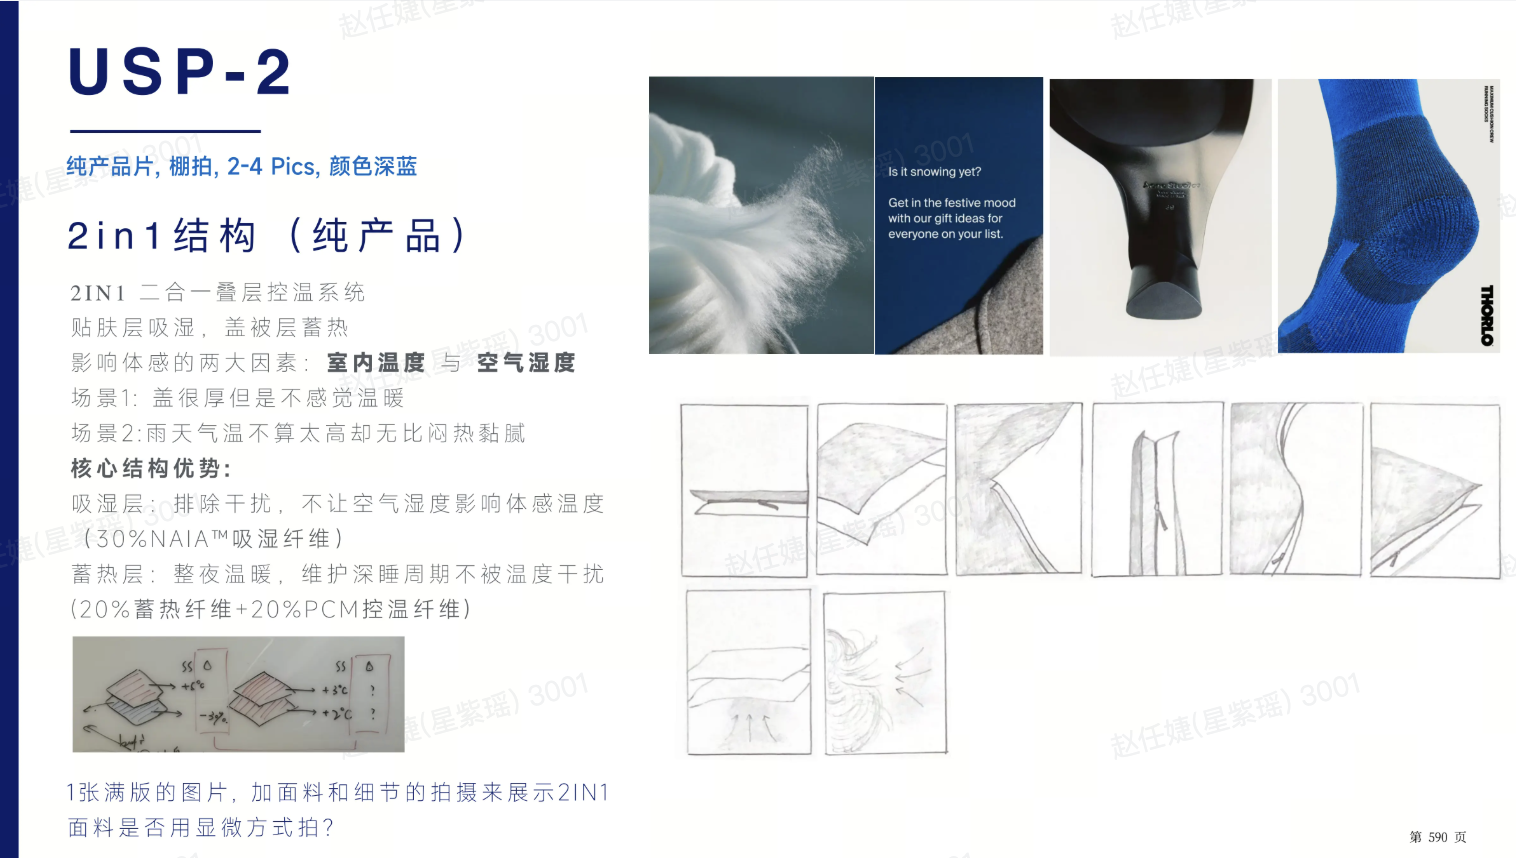 USP-2
纯产品片, 棚拍, 2-4 Pics, 颜色深蓝
2in1结构（纯产品）
2IN1 二合一叠层控温系统
贴肤层吸湿，盖被层蓄热
影响体感的两大因素：室内温度 与 空气湿度
场景1: 盖很厚但是不感觉温暖
场景2:雨天气温不算太高却无比闷热黏腻
核心结构优势:
吸湿层：排除干扰，不让空气湿度影响体感温度
（30%NAIA™吸湿纤维）
蓄热层：整夜温暖，维护深睡周期不被温度干扰
(20%蓄热纤维+20%PCM控温纤维)
SS
SS
+3°C
?
+2°C
?
1张满版的图片, 加面料和细节的拍摄来展示2IN1
面料是否用显微方式拍?
Is it snowing yet?
Get in the festive mood
with our gift ideas for
everyone on your list.
MAXIMUM CUSHION CREW
RUNNING SOCKS
THORLO
赵任婕(星紫瑶) 3001
第 590 页